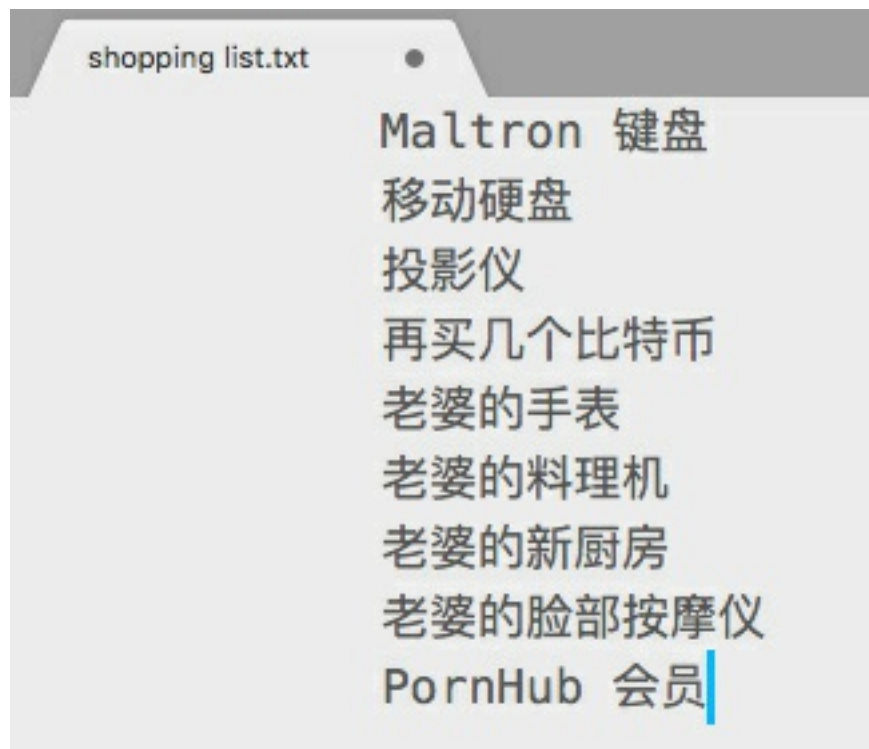 shopping list.txt
Maltron 键盘
移动硬盘
投影仪
再买几个比特币
老婆的手表
老婆的料理机
老婆的新厨房
老婆的脸部按摩仪
PornHub 会员